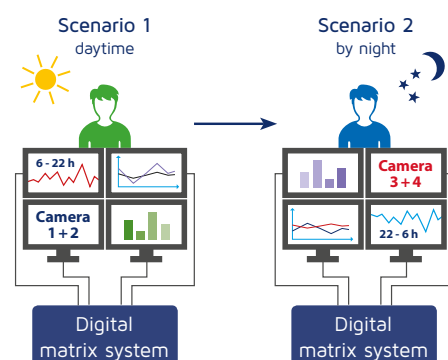 Scenario 1
daytime
6 - 22 h
Camera
1 + 2
Digital
matrix system
Scenario 2
by night
Camera
3 + 4
22 - 6 h
Digital
matrix system